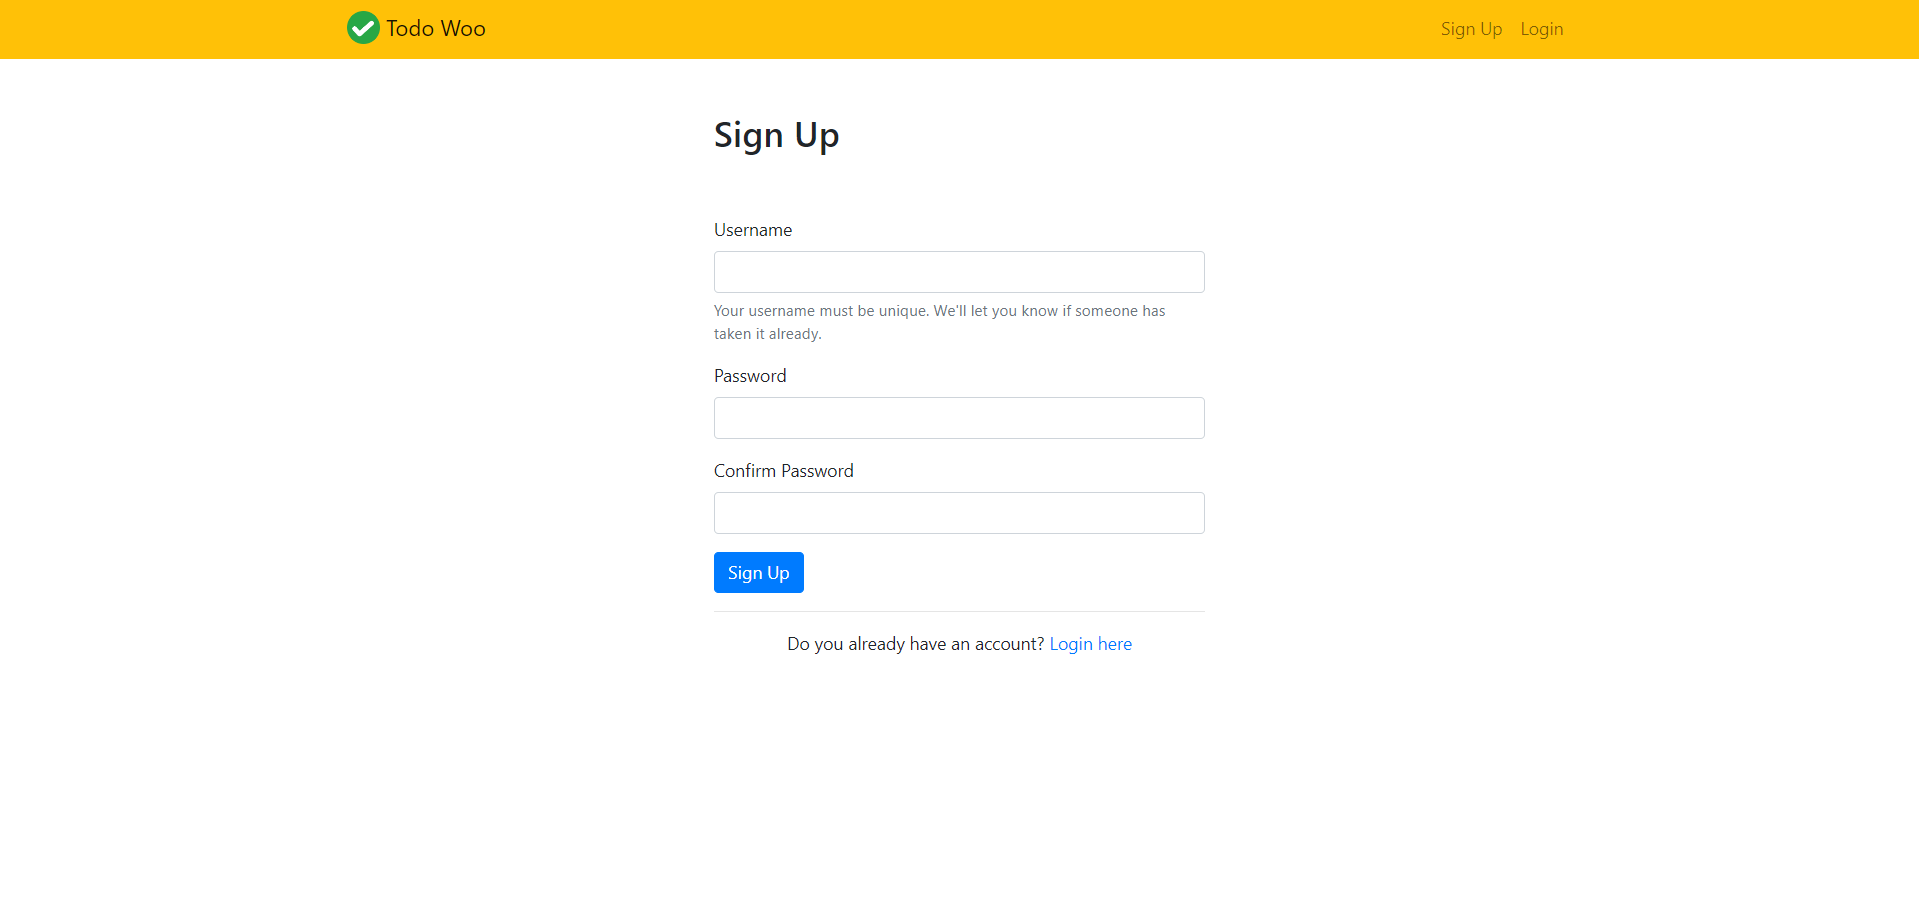 Todo Woo
Sign Up Login
Sign Up
Username
Your username must be unique. We'll let you know if someone has
taken it already.
Password
Confirm Password
Sign Up
Do you already have an account? Login here